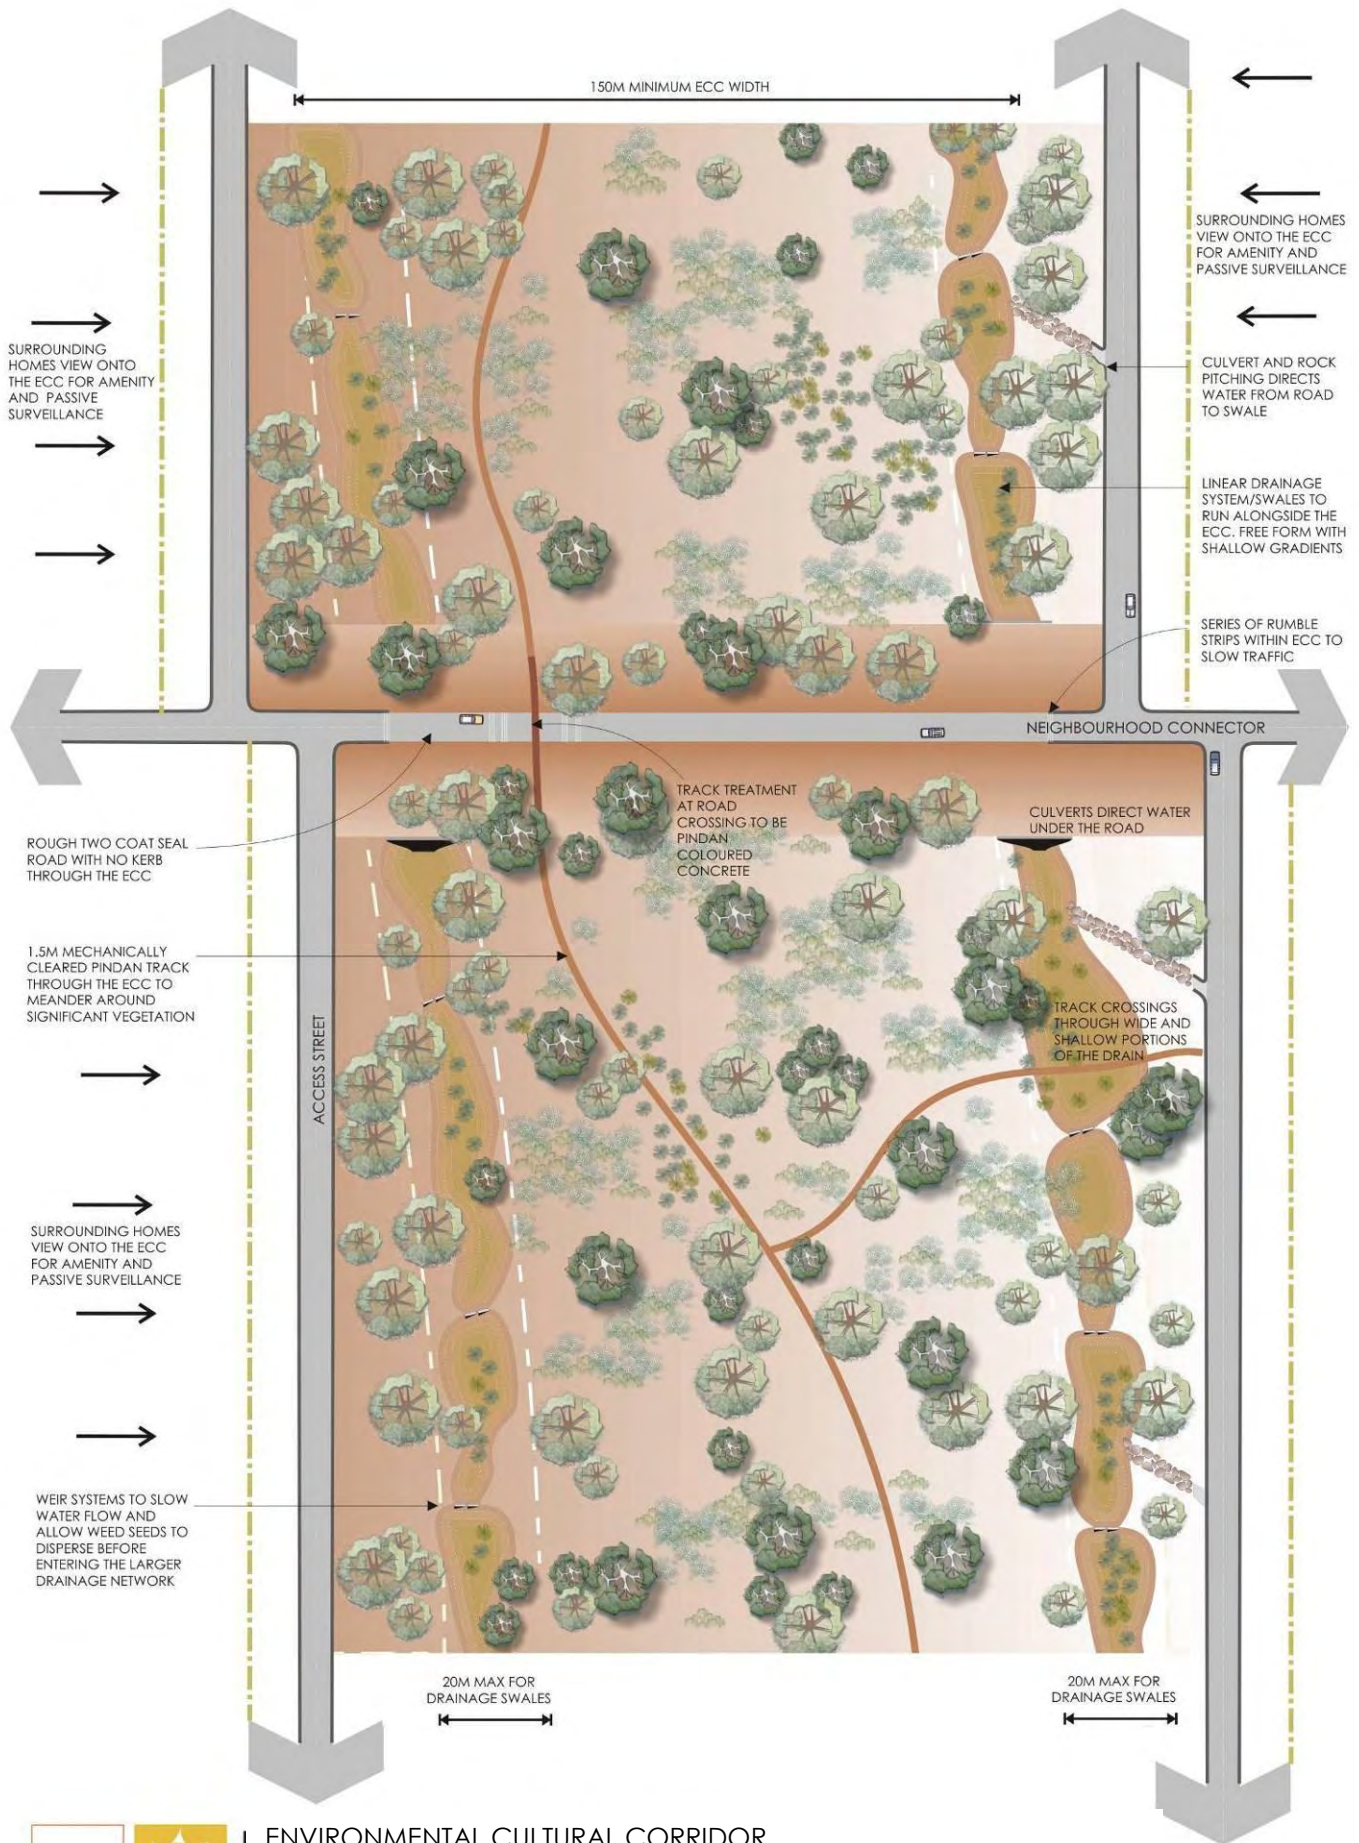 150M MINIMUM ECC WIDTH
SURROUNDING HOMES
VIEW ONTO THE ECC
FOR AMENITY AND
PASSIVE SURVEILLANCE
SURROUNDING
HOMES VIEW ONTO
THE ECC FOR AMENITY
AND PASSIVE
SURVEILLANCE
CULVERT AND ROCK
PITCHING DIRECTS
WATER FROM ROAD
TO SWALE
LINEAR DRAINAGE
SYSTEM/SWALES TO
RUN ALONGSIDE THE
ECC. FREE FORM WITH
SHALLOW GRADIENTS
SERIES OF RUMBLE
STRIPS WITHIN ECC TO
SLOW TRAFFIC
NEIGHBOURHOOD CONNECTOR
TRACK TREATMENT
AT ROAD
CROSSING TO BE
PINDAN
COLOURED
CONCRETE
CULVERTS DIRECT WATER
UNDER THE ROAD
ROUGH TWO COAT SEAL
ROAD WITH NO KERB
THROUGH THE ECC
1.5M MECHANICALLY
CLEARED PINDAN TRACK
THROUGH THE ECC TO
MEANDER AROUND
SIGNIFICANT VEGETATION
ACCESS STREET
TRACK CROSSINGS
THROUGH WIDE AND
SHALLOW PORTIONS
OF THE DRAIN
SURROUNDING HOMES
VIEW ONTO THE ECC
FOR AMENITY AND
PASSIVE SURVEILLANCE
WEIR SYSTEMS TO SLOW
WATER FLOW AND
ALLOW WEED SEEDS TO
DISPERSE BEFORE
ENTERING THE LARGER
DRAINAGE NETWORK
20M MAX FOR
DRAINAGE SWALES
20M MAX FOR
DRAINAGE SWALES
ENVIRONMENTAL CULTURAL CORRIDOR